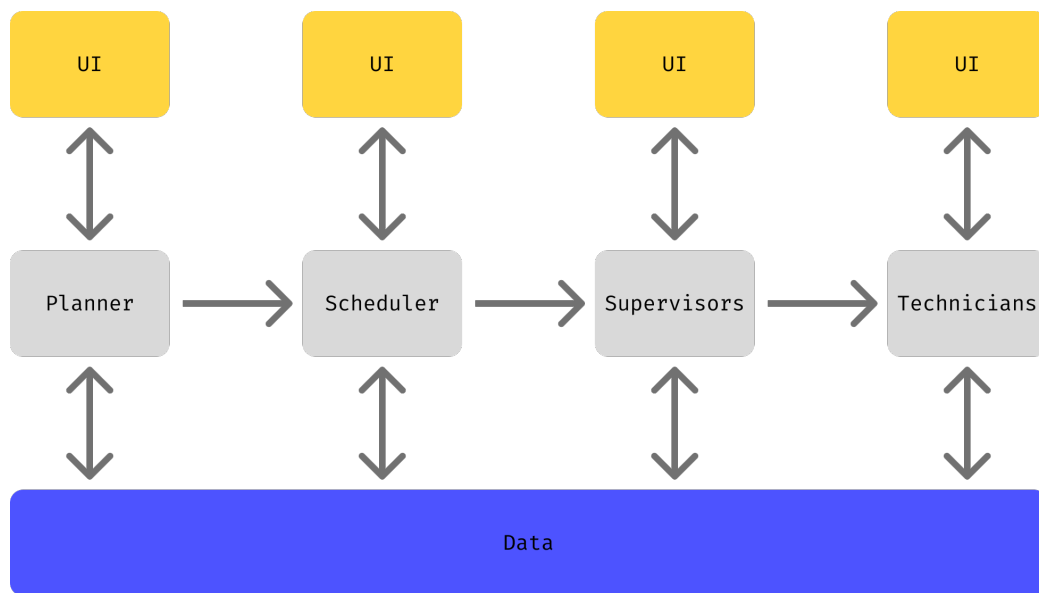 UI
UI
UI
UI
Planner
Scheduler
Supervisors
Technicians
Data